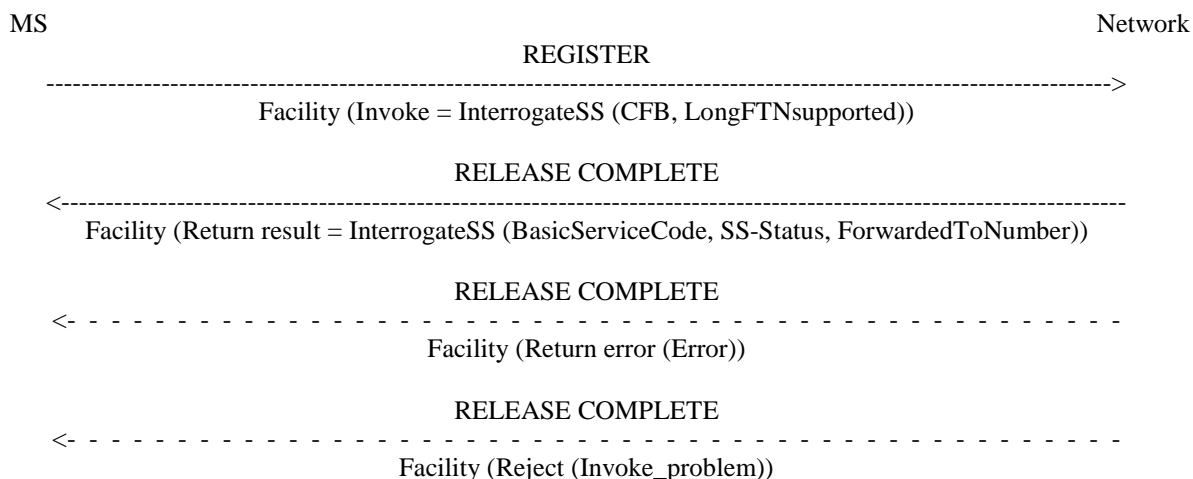 MS Network
REGISTER
------------------------------------------------------------------------------------------------------------------------>
Facility (Invoke = InterrogateSS (CFB, LongFTNsupported))
RELEASE COMPLETE
<------------------------------------------------------------------------------------------------------------------------
Facility (Return result = InterrogateSS (BasicServiceCode, SS-Status, ForwardedToNumber))
RELEASE COMPLETE
<- - - - - - - - - - - - - - - - - - - - - - - - - - - - - - - - - - - - - - - - - - - - - - - - -
Facility (Return error (Error))
RELEASE COMPLETE
<- - - - - - - - - - - - - - - - - - - - - - - - - - - - - - - - - - - - - - - - - - - - - - - - -
Facility (Reject (Invoke_problem))